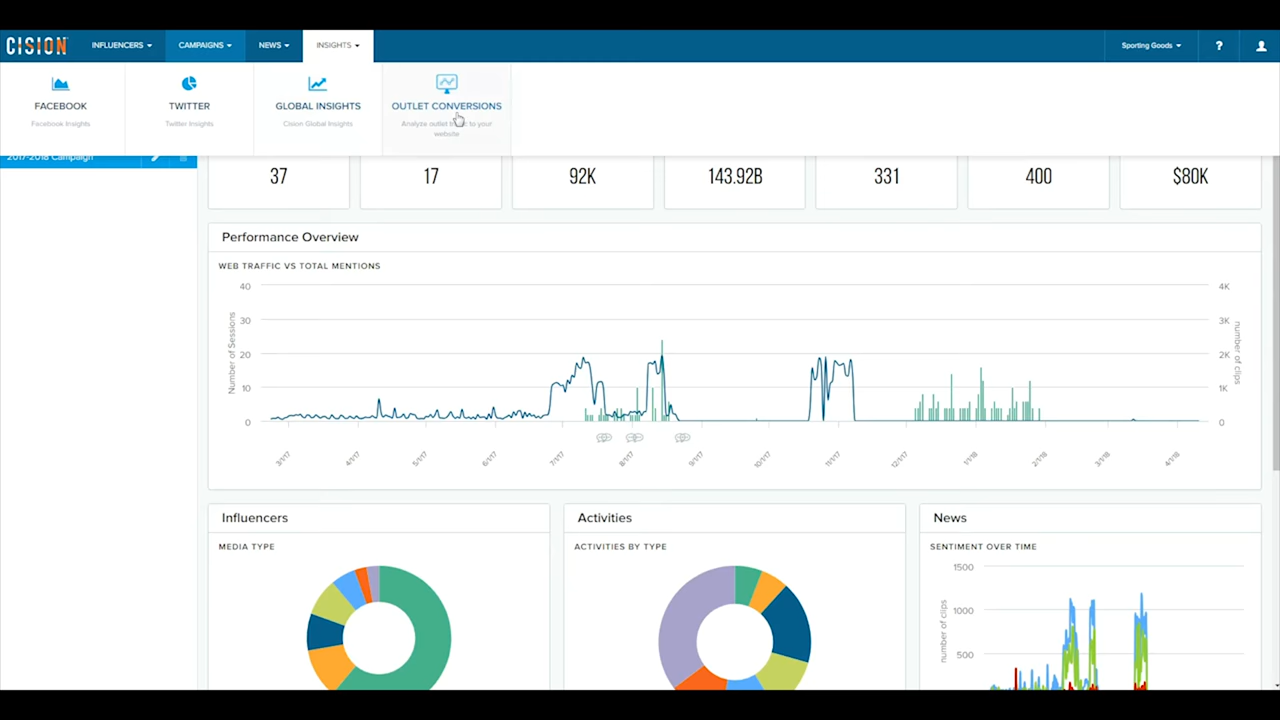 CISION
INFLUENCERS
CAMPAIGNS
NEWS
INSIGHTS
Sporting Goods
?
FACEBOOK
Facebook Insights
TWITTER
Twitter Insights
GLOBAL INSIGHTS
Cision Global Insights
OUTLET CONVERSIONS
Analyze outlet traffic to your
website
2017-2018 Campaign
37
17
92K
143.92B
331
400
$80K
Performance Overview
WEB TRAFFIC VS TOTAL MENTIONS
Number of Sessions
40
30
20
10
0
4K
3K
2K
1K
0
number of clips
3/1/17
4/1/17
5/1/17
6/1/17
7/1/17
8/1/17
9/1/17
10/1/17
11/1/17
12/1/17
1/1/18
2/1/18
3/1/18
4/1/18
Influencers
MEDIA TYPE
Activities
ACTIVITIES BY TYPE
News
SENTIMENT OVER TIME
1500
1000
500
number of clips